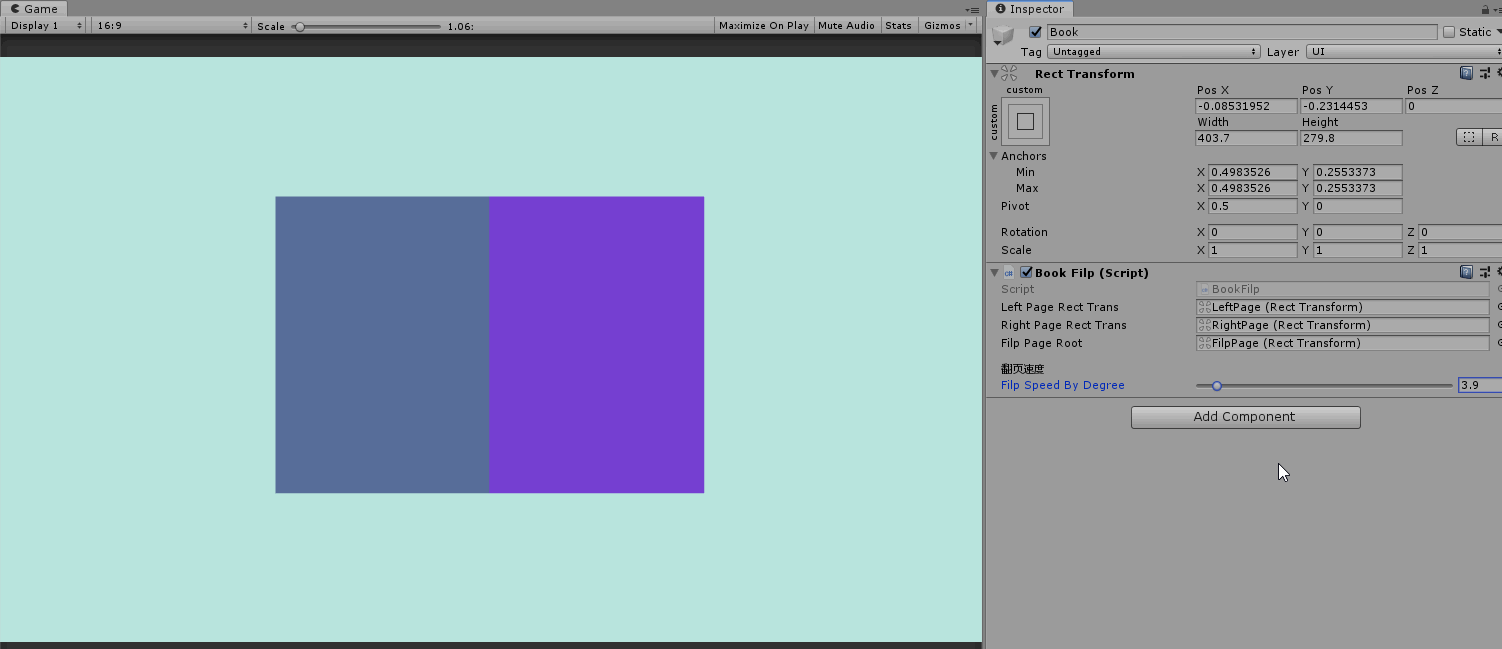 Game
Display 1
16:9
Scale
1.06:
Maximize On Play
Mute Audio
Stats
Gizmos
Inspector
Book
Static
Tag
Untagged
Layer
UI
Rect Transform
custom
custom
Pos X
Pos Y
Pos Z
-0.08531952
-0.2314453
0
Width
Height
403.7
279.8
R
Anchors
Min
X
0.4983526
Y
0.2553373
Max
X
0.4983526
Y
0.2553373
Pivot
X
0.5
Y
0
Rotation
X
0
Y
0
Z
0
Scale
X
1
Y
1
Z
1
Book Filp (Script)
Script
BookFilp
Left Page Rect Trans
LeftPage (Rect Transform)
Right Page Rect Trans
RightPage (Rect Transform)
Filp Page Root
FilpPage (Rect Transform)
翻页速度
Filp Speed By Degree
3.9
Add Component